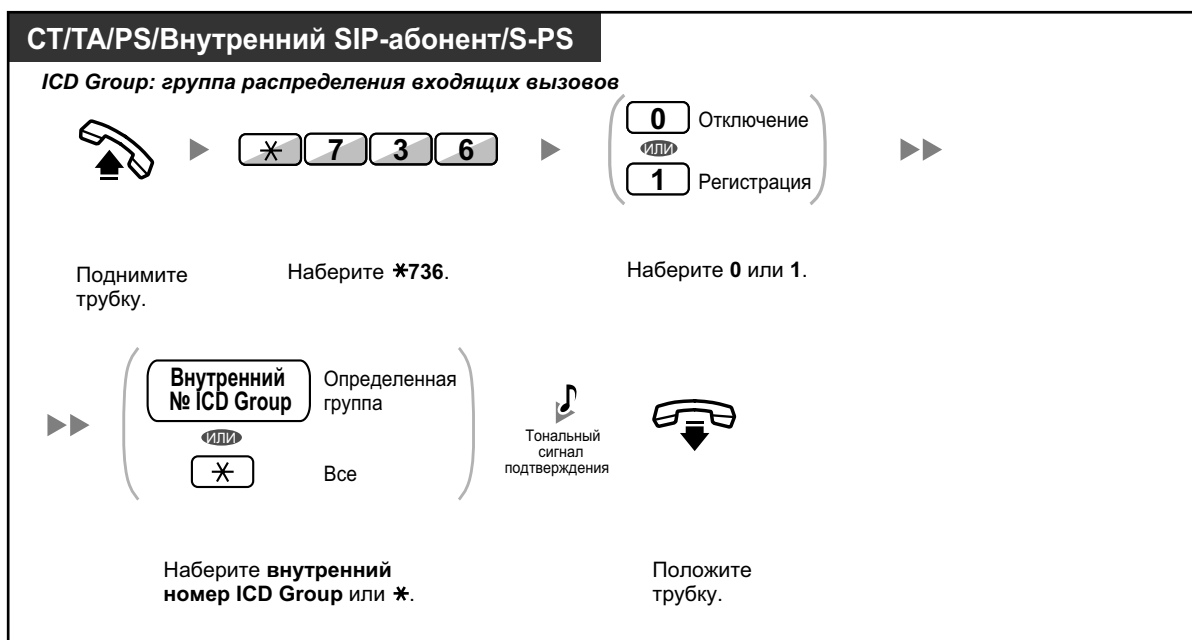 СТ/ТА/PS/Внутренний SIP-абонент/S-PS
ICD Group: группа распределения входящих вызовов
✳ 7 3 6
0 Отключение
или
1 Регистрация
Поднимите
трубку.
Наберите ✳736.
Наберите 0 или 1.
Внутренний
№ ICD Group
Определенная
группа
или
✳ Все
Тональный
сигнал
подтверждения
Наберите внутренний
номер ICD Group или ✳.
Положите
трубку.